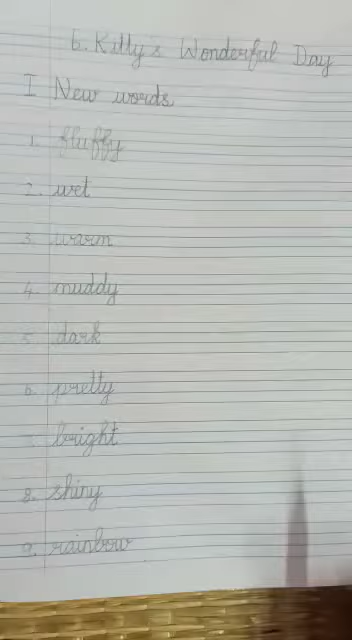 6. Kitty's Wonderful Day
I New words
1. fluffy
2. wet
3. warm
4. muddy
5. dark
6. pretty
7. bright
8. shiny
9. rainbow